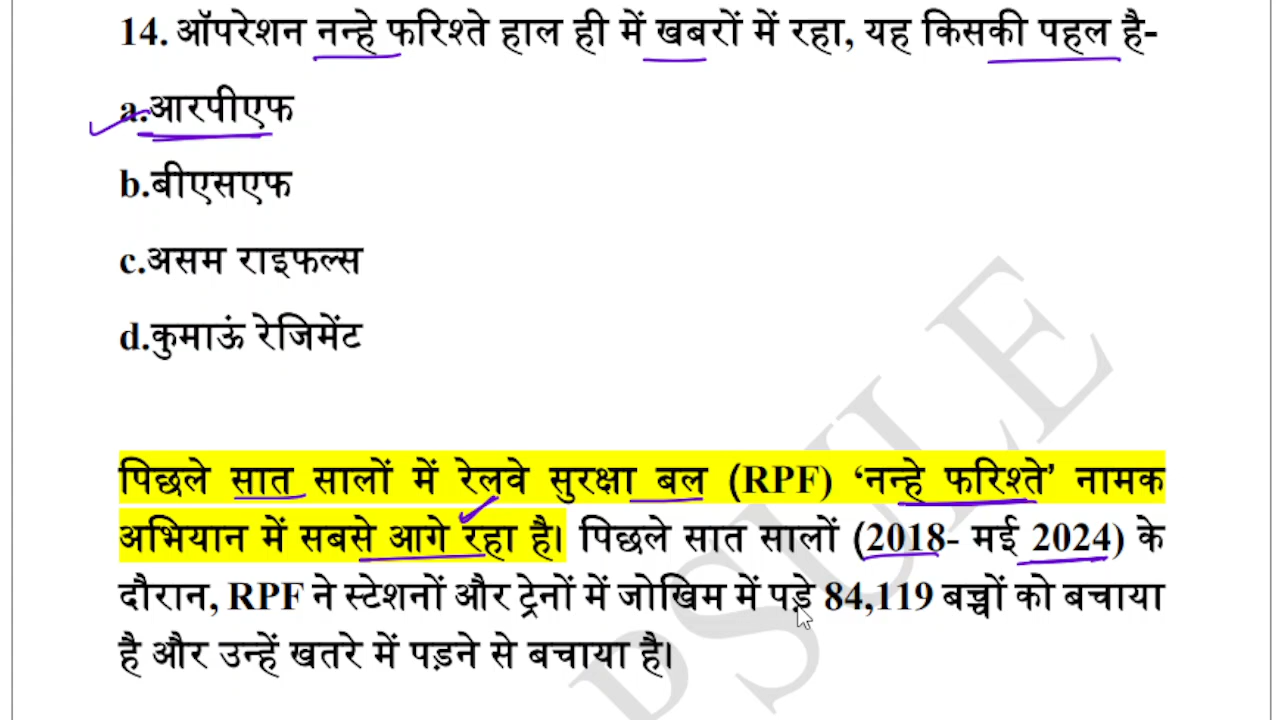 14. ऑपरेशन नन्हे फरिश्ते हाल ही में खबरों में रहा, यह किसकी पहल है-
a.आरपीएफ
b.बीएसएफ
c.असम राइफल्स
d.कुमाऊं रेजिमेंट
पिछले सात सालों में रेलवे सुरक्षा बल (RPF) ‘नन्हे फरिश्ते’ नामक
अभियान में सबसे आगे रहा है। पिछले सात सालों (2018- मई 2024) के
दौरान, RPF ने स्टेशनों और ट्रेनों में जोखिम में पड़े 84,119 बच्चों को बचाया
है और उन्हें खतरे में पड़ने से बचाया है।
PSULE